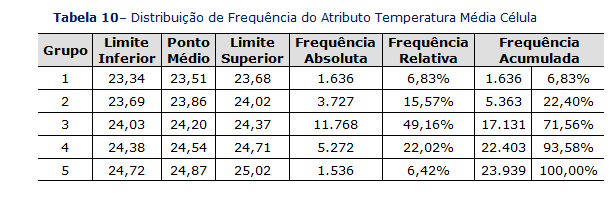 Tabela 10– Distribuição de Frequência do Atributo Temperatura Média Célula
Grupo Limite Inferior Ponto Médio Limite Superior Frequência Absoluta Frequência Relativa Frequência Acumulada
1 23,34 23,51 23,68 1.636 6,83% 1.636 6,83%
2 23,69 23,86 24,02 3.727 15,57% 5.363 22,40%
3 24,03 24,20 24,37 11.768 49,16% 17.131 71,56%
4 24,38 24,54 24,71 5.272 22,02% 22.403 93,58%
5 24,72 24,87 25,02 1.536 6,42% 23.939 100,00%